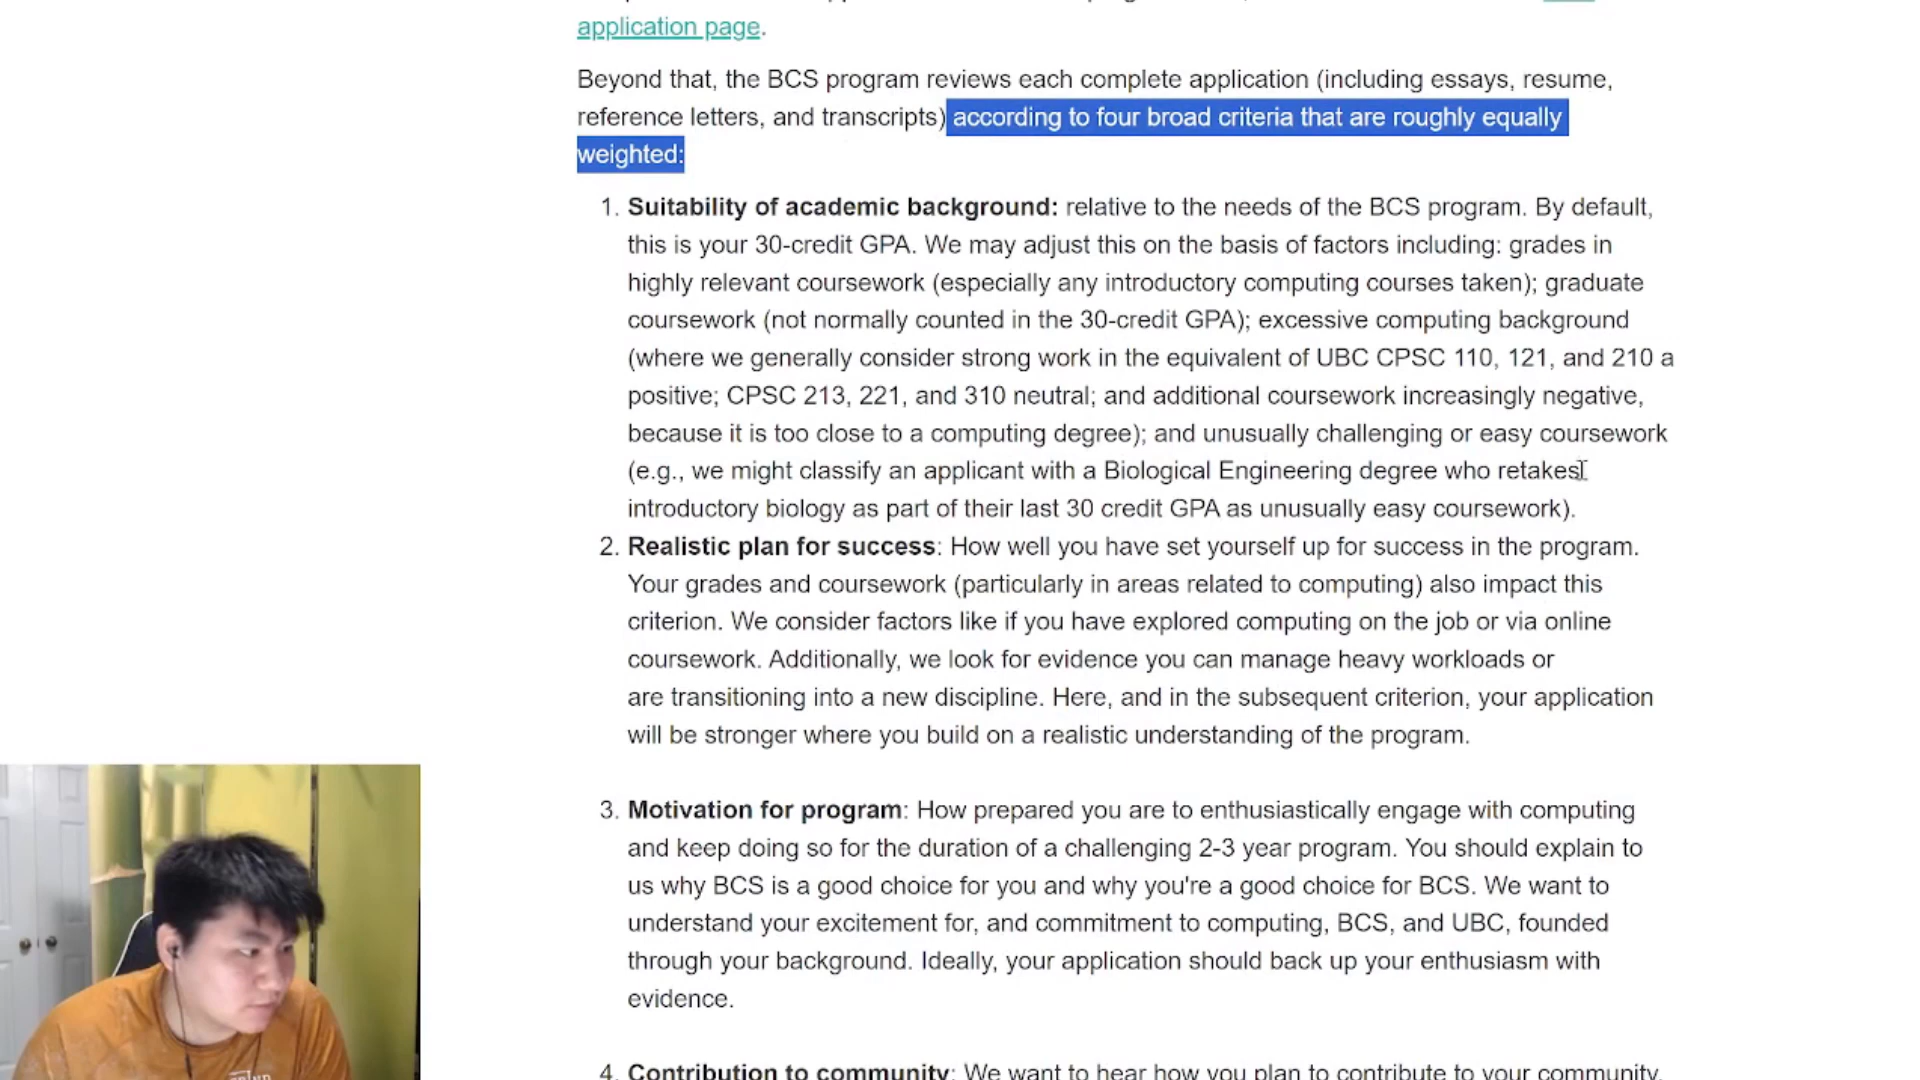 application page.
Beyond that, the BCS program reviews each complete application (including essays, resume,
reference letters, and transcripts) according to four broad criteria that are roughly equally
weighted:
1. Suitability of academic background: relative to the needs of the BCS program. By default,
this is your 30-credit GPA. We may adjust this on the basis of factors including: grades in
highly relevant coursework (especially any introductory computing courses taken); graduate
coursework (not normally counted in the 30-credit GPA); excessive computing background
(where we generally consider strong work in the equivalent of UBC CPSC 110, 121, and 210 a
positive; CPSC 213, 221, and 310 neutral; and additional coursework increasingly negative,
because it is too close to a computing degree); and unusually challenging or easy coursework
(e.g., we might classify an applicant with a Biological Engineering degree who retakes
introductory biology as part of their last 30 credit GPA as unusually easy coursework).
2. Realistic plan for success: How well you have set yourself up for success in the program.
Your grades and coursework (particularly in areas related to computing) also impact this
criterion. We consider factors like if you have explored computing on the job or via online
coursework. Additionally, we look for evidence you can manage heavy workloads or
are transitioning into a new discipline. Here, and in the subsequent criterion, your application
will be stronger where you build on a realistic understanding of the program.
3. Motivation for program: How prepared you are to enthusiastically engage with computing
and keep doing so for the duration of a challenging 2-3 year program. You should explain to
us why BCS is a good choice for you and why you're a good choice for BCS. We want to
understand your excitement for, and commitment to computing, BCS, and UBC, founded
through your background. Ideally, your application should back up your enthusiasm with
evidence.
4. Contribution to community: We want to hear how you plan to contribute to your community,